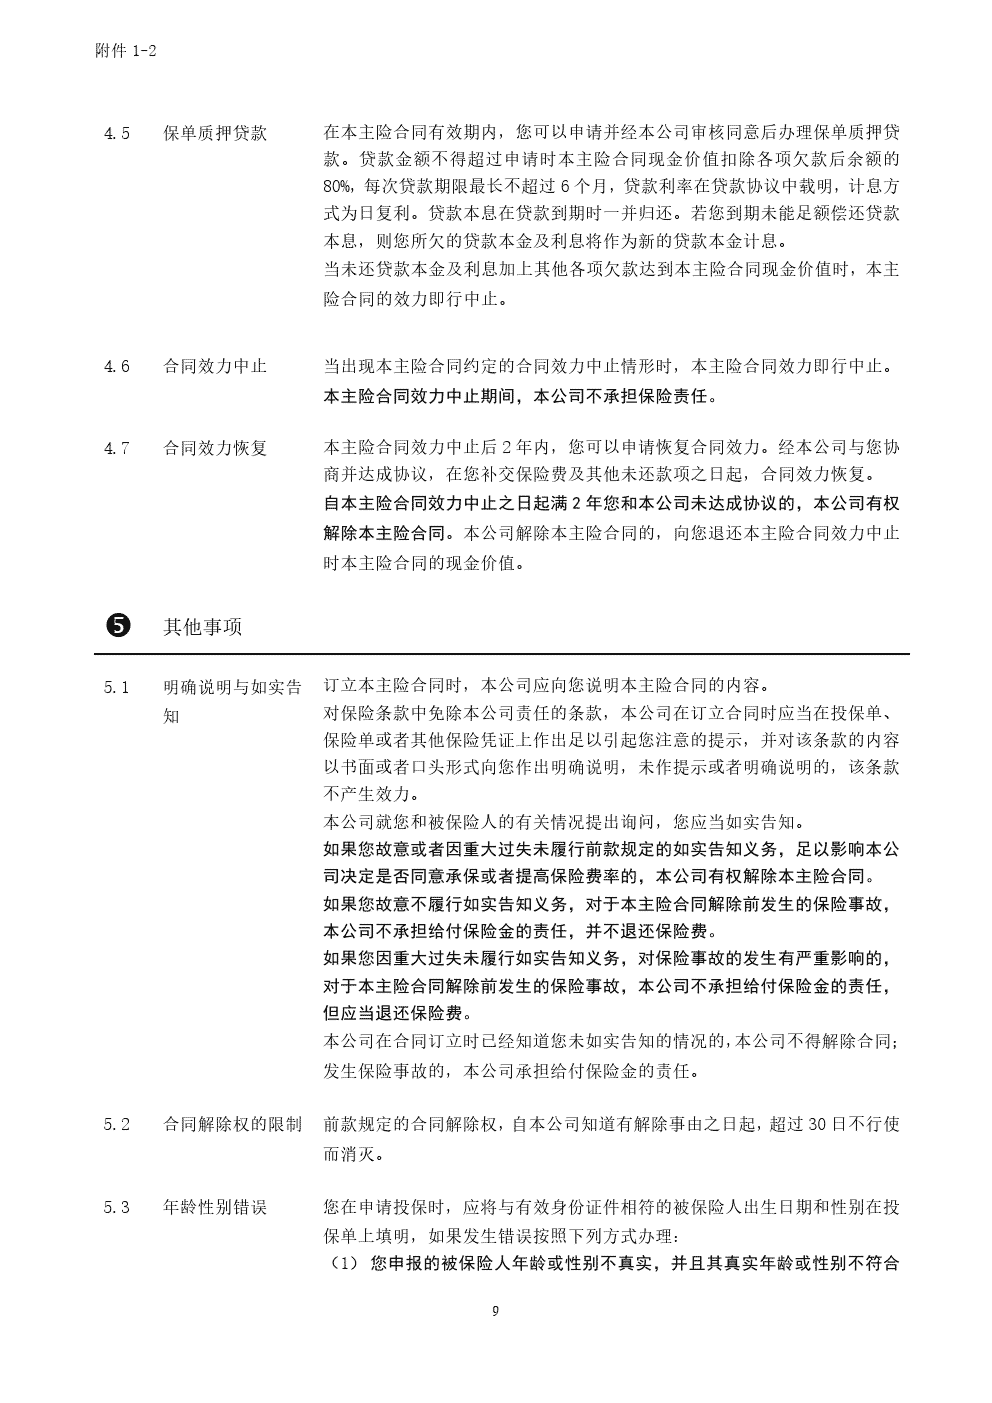 附件 1-2
4.5 保单质押贷款 在本主险合同有效期内，您可以申请并经本公司审核同意后办理保单质押贷
款。贷款金额不得超过申请时本主险合同现金价值扣除各项欠款后余额的
80%，每次贷款期限最长不超过 6 个月，贷款利率在贷款协议中载明，计息方
式为日复利。贷款本息在贷款到期时一并归还。若您到期未能足额偿还贷款
本息，则您所欠的贷款本金及利息将作为新的贷款本金计息。
当未还贷款本金及利息加上其他各项欠款达到本主险合同现金价值时，本主
险合同的效力即行中止。
4.6 合同效力中止 当出现本主险合同约定的合同效力中止情形时，本主险合同效力即行中止。
本主险合同效力中止期间，本公司不承担保险责任。
4.7 合同效力恢复 本主险合同效力中止后 2 年内，您可以申请恢复合同效力。经本公司与您协
商并达成协议，在您补交保险费及其他未还款项之日起，合同效力恢复。
自本主险合同效力中止之日起满 2 年您和本公司未达成协议的，本公司有权
解除本主险合同。本公司解除本主险合同的，向您退还本主险合同效力中止
时本主险合同的现金价值。
❺ 其他事项
5.1 明确说明与如实告 订立本主险合同时，本公司应向您说明本主险合同的内容。
知 对保险条款中免除本公司责任的条款，本公司在订立合同时应当在投保单、
保险单或者其他保险凭证上作出足以引起您注意的提示，并对该条款的内容
以书面或者口头形式向您作出明确说明，未作提示或者明确说明的，该条款
不产生效力。
本公司就您和被保险人的有关情况提出询问，您应当如实告知。
如果您故意或者因重大过失未履行前款规定的如实告知义务，足以影响本公
司决定是否同意承保或者提高保险费率的，本公司有权解除本主险合同。
如果您故意不履行如实告知义务，对于本主险合同解除前发生的保险事故，
本公司不承担给付保险金的责任，并不退还保险费。
如果您因重大过失未履行如实告知义务，对保险事故的发生有严重影响的，
对于本主险合同解除前发生的保险事故，本公司不承担给付保险金的责任，
但应当退还保险费。
本公司在合同订立时已经知道您未如实告知的情况的，本公司不得解除合同；
发生保险事故的，本公司承担给付保险金的责任。
5.2 合同解除权的限制 前款规定的合同解除权，自本公司知道有解除事由之日起，超过 30 日不行使
而消灭。
5.3 年龄性别错误 您在申请投保时，应将与有效身份证件相符的被保险人出生日期和性别在投
保单上填明，如果发生错误按照下列方式办理：
（1） 您申报的被保险人年龄或性别不真实，并且其真实年龄或性别不符合
9